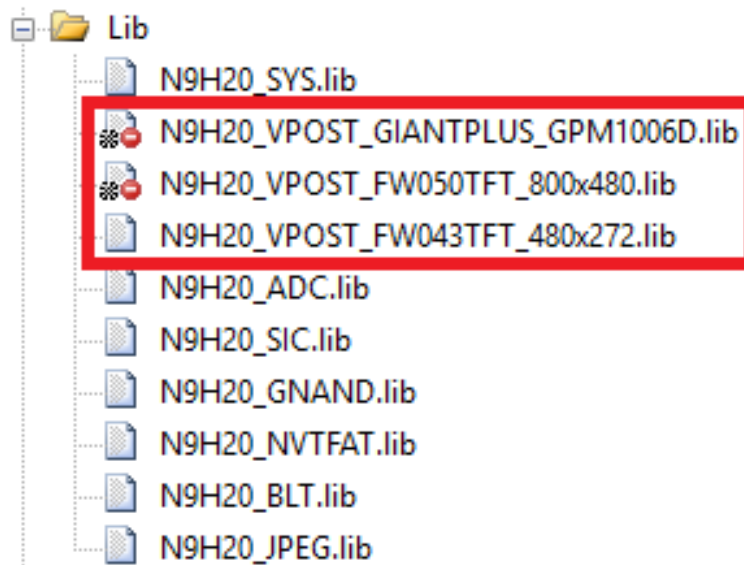 Lib
N9H20_SYS.lib
N9H20_VPOST_GIANTPLUS_GPM1006D.lib
N9H20_VPOST_FW050TFT_800x480.lib
N9H20_VPOST_FW043TFT_480x272.lib
N9H20_ADC.lib
N9H20_SIC.lib
N9H20_GNAND.lib
N9H20_NVTFAT.lib
N9H20_BLT.lib
N9H20_JPEG.lib